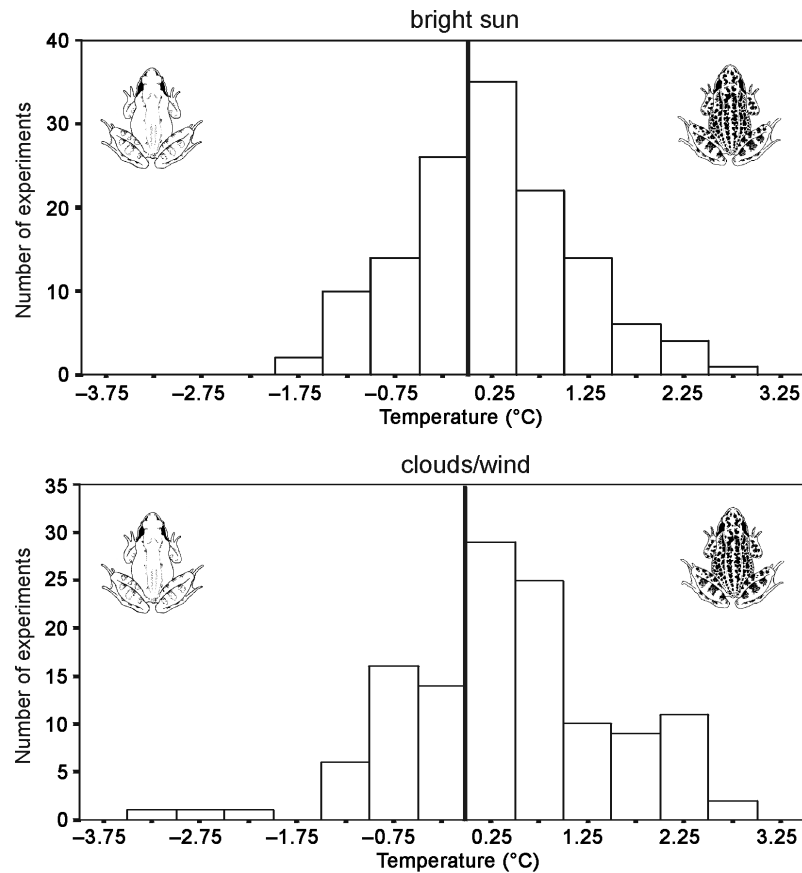 bright sun
40
30
20
10
0
Number of experiments
–3.75 –2.75 –1.75 –0.75 0.25 1.25 2.25 3.25
Temperature (°C)
clouds/wind
35
30
25
20
15
10
5
0
Number of experiments
–3.75 –2.75 –1.75 –0.75 0.25 1.25 2.25 3.25
Temperature (°C)